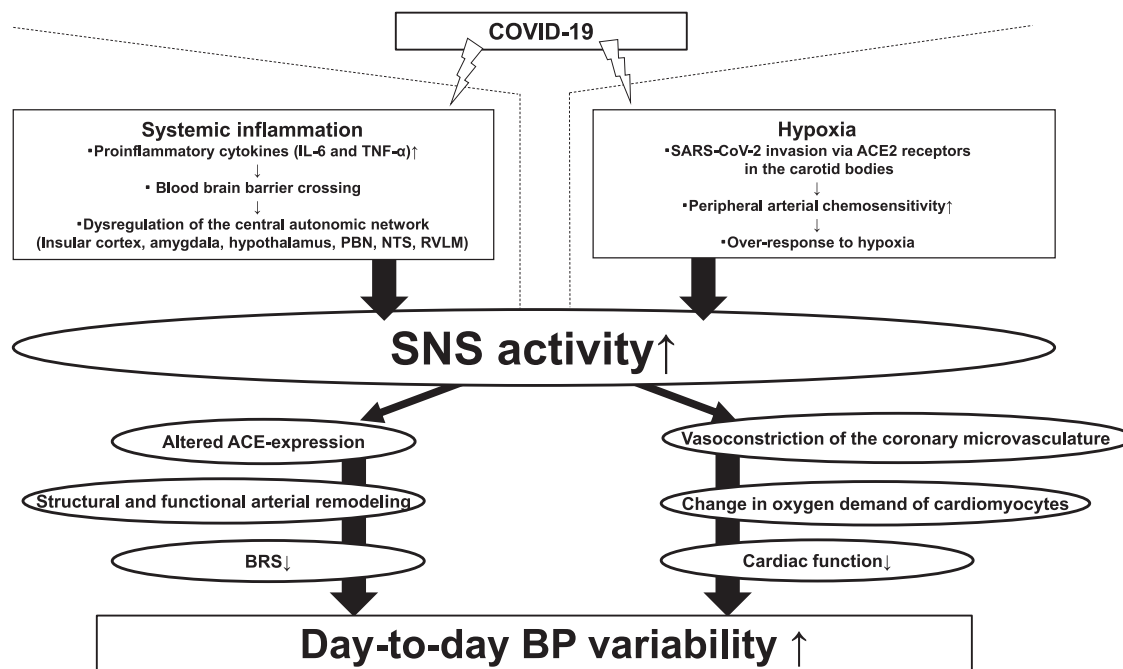 COVID-19
Systemic inflammation
▪Proinflammatory cytokines (IL-6 and TNF-α)↑
↓
▪ Blood brain barrier crossing
↓
▪Dysregulation of the central autonomic network
(Insular cortex, amygdala, hypothalamus, PBN, NTS, RVLM)
Hypoxia
▪SARS-CoV-2 invasion via ACE2 receptors
in the carotid bodies
↓
▪Peripheral arterial chemosensitivity↑
↓
▪Over-response to hypoxia
SNS activity↑
Altered ACE-expression
Structural and functional arterial remodeling
BRS↓
Vasoconstriction of the coronary microvasculature
Change in oxygen demand of cardiomyocytes
Cardiac function↓
Day-to-day BP variability ↑